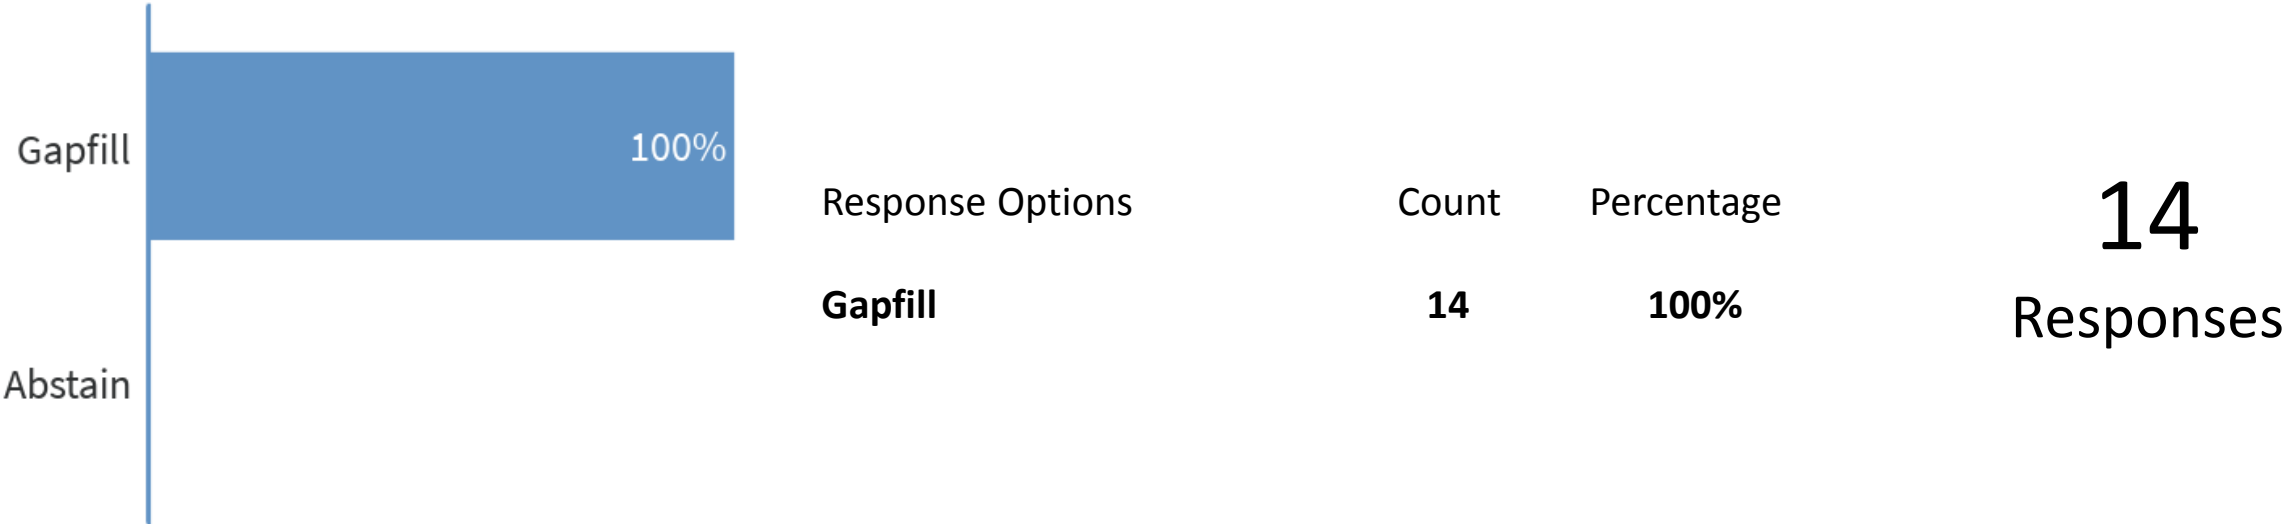 Gapfill
100%
Abstain
Response Options Count Percentage
Gapfill 14 100%
14
Responses